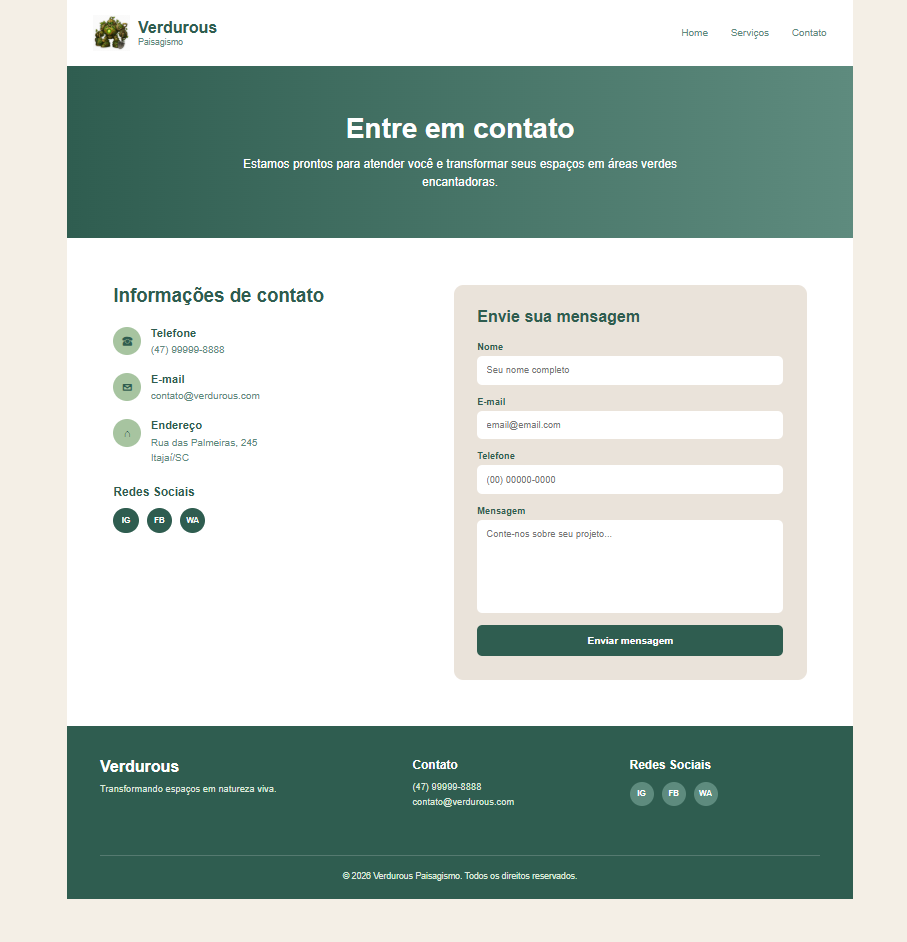 Verdurous
Paisagismo
Home
Serviços
Contato
Entre em contato
Estamos prontos para atender você e transformar seus espaços em áreas verdes
encantadoras.
Informações de contato
Telefone
(47) 99999-8888
E-mail
contato@verdurous.com
Endereço
Rua das Palmeiras, 245
Itajaí/SC
Redes Sociais
IG
FB
WA
Envie sua mensagem
Nome
Seu nome completo
E-mail
email@email.com
Telefone
(00) 00000-0000
Mensagem
Conte-nos sobre seu projeto...
Enviar mensagem
Verdurous
Transformando espaços em natureza viva.
Contato
(47) 99999-8888
contato@verdurous.com
Redes Sociais
IG
FB
WA
© 2026 Verdurous Paisagismo. Todos os direitos reservados.